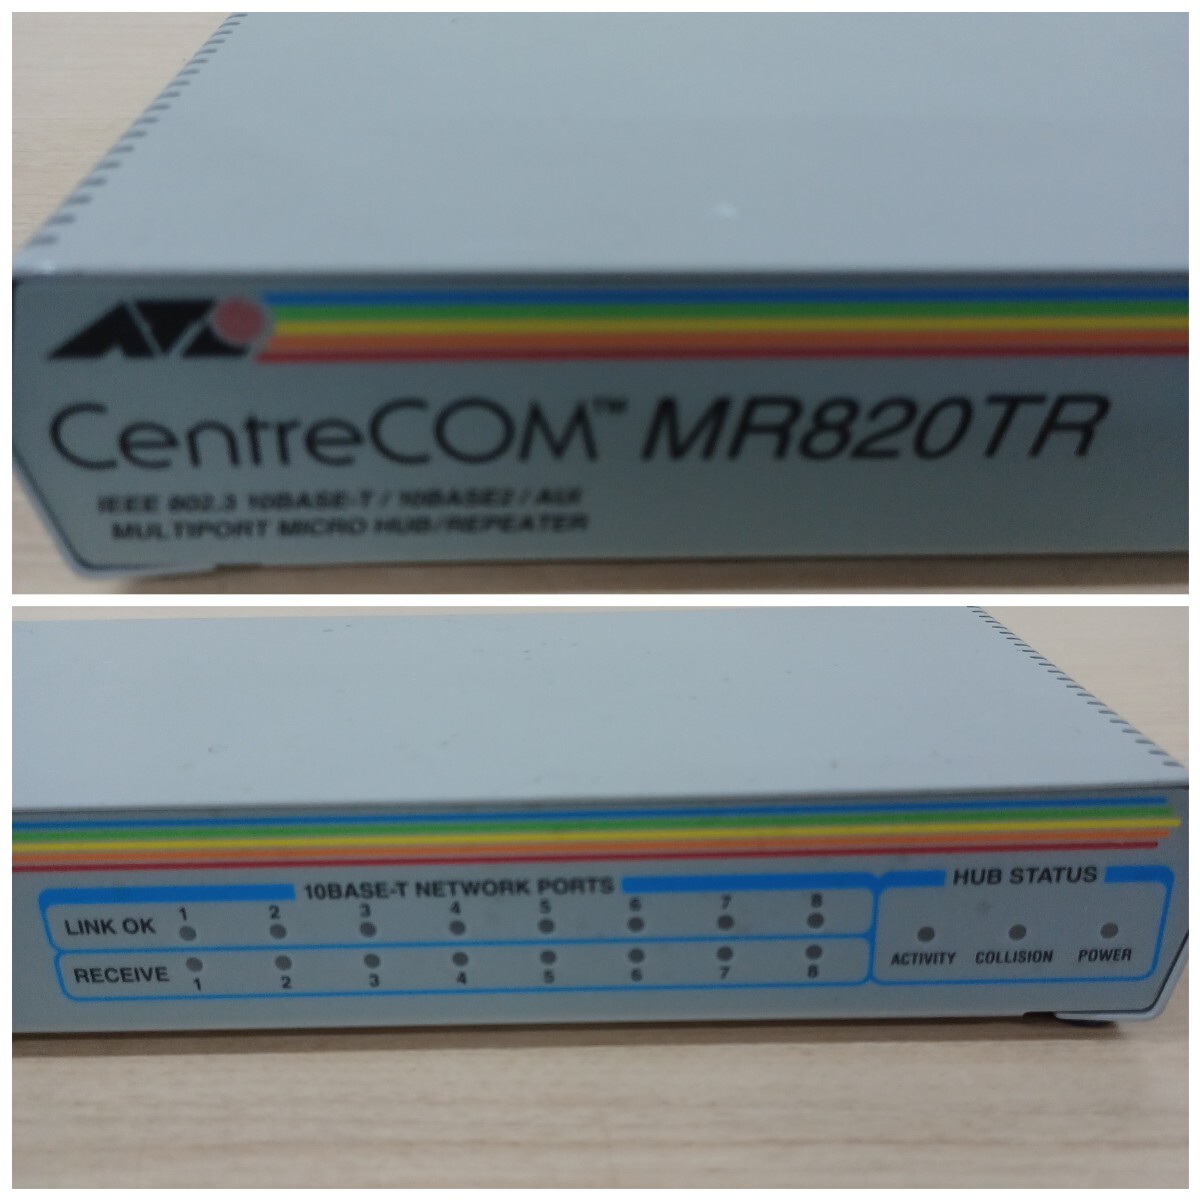 ATI
CentreCOM™ MR820TR
IEEE 802.3 10BASE-T / 10BASE2 / AUI
MULTIPORT MICRO HUB/REPEATER
10BASE-T NETWORK PORTS
HUB STATUS
LINK OK 1 2 3 4 5 6 7 8
RECEIVE 1 2 3 4 5 6 7 8
ACTIVITY COLLISION POWER